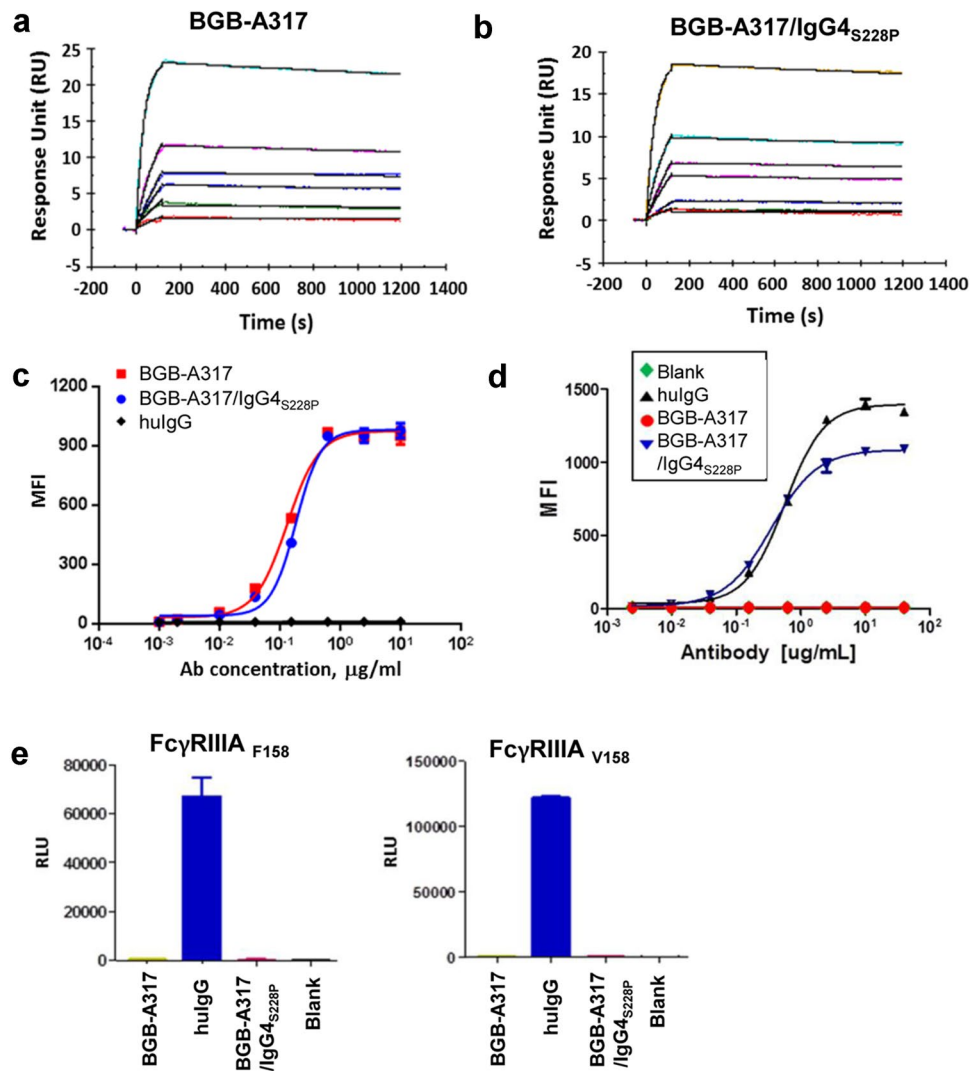 a
BGB-A317
Response Unit (RU)
25
20
15
10
5
0
-5
-200 0 200 400 600 800 1000 1200 1400
Time (s)
b
BGB-A317/IgG4S228P
Response Unit (RU)
20
15
10
5
0
-5
-200 0 200 400 600 800 1000 1200 1400
Time (s)
c
BGB-A317
BGB-A317/IgG4S228P
huIgG
MFI
1200
900
600
300
0
10-4 10-3 10-2 10-1 100 101 102
Ab concentration, μg/ml
d
Blank
huIgG
BGB-A317
BGB-A317
/IgG4S228P
MFI
1500
1000
500
0
10-3 10-2 10-1 100 101 102
Antibody [ug/mL]
e
FcγRIIIA F158
RLU
80000
60000
40000
20000
0
BGB-A317
huIgG
BGB-A317
/IgG4S228P
Blank
FcγRIIIA V158
RLU
150000
100000
50000
0
BGB-A317
huIgG
BGB-A317
/IgG4S228P
Blank